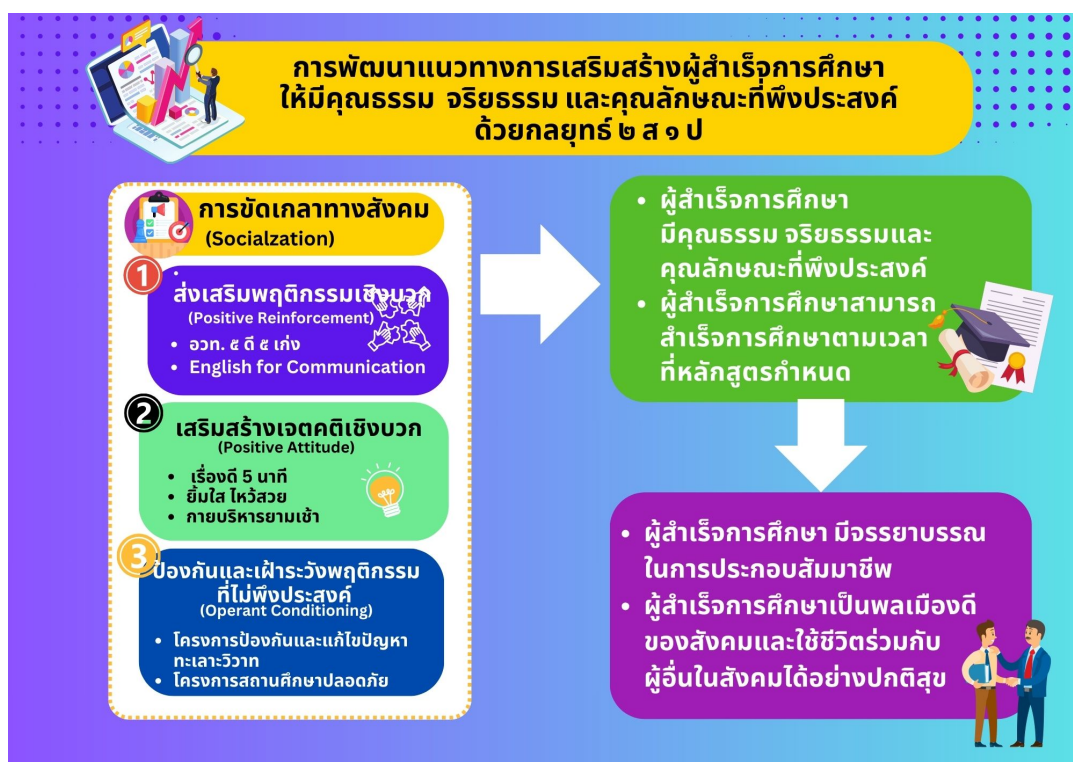 การพัฒนาแนวทางการเสริมสร้างผู้สำเร็จการศึกษา
ให้มีคุณธรรม จริยธรรม และคุณลักษณะที่พึงประสงค์
ด้วยกลยุทธ์ ๒ ส ๑ ป
การขัดเกลาทางสังคม
(Socialzation)
1
ส่งเสริมพฤติกรรมเชิงบวก
(Positive Reinforcement)
• อวท. ๕ ดี ๕ เก่ง
• English for Communication
2
เสริมสร้างเจตคติเชิงบวก
(Positive Attitude)
• เรื่องดี 5 นาที
• ยิ้มใส ไหว้สวย
• กายบริหารยามเช้า
3
ป้องกันและเฝ้าระวังพฤติกรรม
ที่ไม่พึงประสงค์
(Operant Conditioning)
• โครงการป้องกันและแก้ไขปัญหา
ทะเลาะวิวาท
• โครงการสถานศึกษาปลอดภัย
• ผู้สำเร็จการศึกษา
มีคุณธรรม จริยธรรมและ
คุณลักษณะที่พึงประสงค์
• ผู้สำเร็จการศึกษาสามารถ
สำเร็จการศึกษาตามเวลา
ที่หลักสูตรกำหนด
• ผู้สำเร็จการศึกษา มีจรรยาบรรณ
ในการประกอบสัมมาชีพ
• ผู้สำเร็จการศึกษาเป็นพลเมืองดี
ของสังคมและใช้ชีวิตร่วมกับ
ผู้อื่นในสังคมได้อย่างปกติสุข